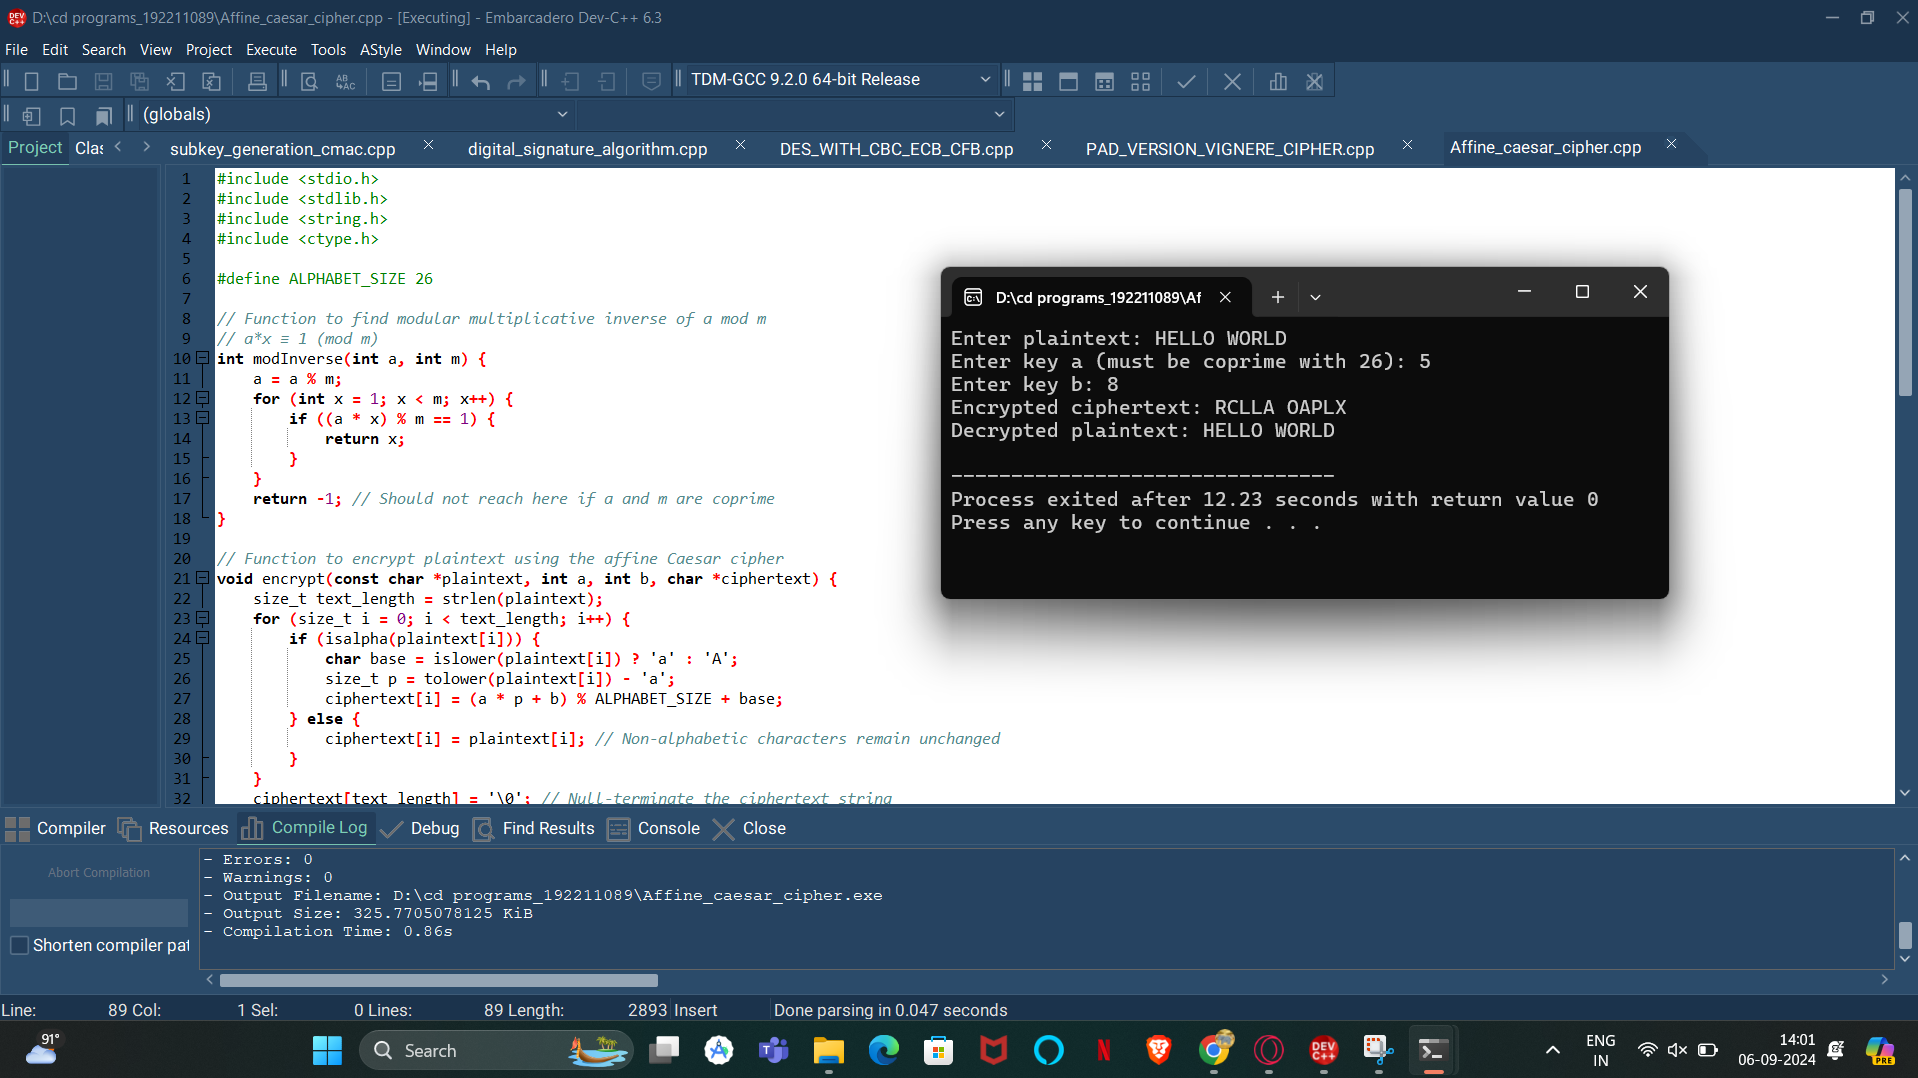 D:\cd programs_192211089\Affine_caesar_cipher.cpp - [Executing] - Embarcadero Dev-C++ 6.3
File Edit Search View Project Execute Tools AStyle Window Help
TDM-GCC 9.2.0 64-bit Release
(globals)
Project Clas
subkey_generation_cmac.cpp digital_signature_algorithm.cpp DES_WITH_CBC_ECB_CFB.cpp PAD_VERSION_VIGNERE_CIPHER.cpp Affine_caesar_cipher.cpp
1 #include <stdio.h>
2 #include <stdlib.h>
3 #include <string.h>
4 #include <ctype.h>
5
6 #define ALPHABET_SIZE 26
7
8 // Function to find modular multiplicative inverse of a mod m
9 // a*x ≡ 1 (mod m)
10 int modInverse(int a, int m) {
11 a = a % m;
12 for (int x = 1; x < m; x++) {
13 if ((a * x) % m == 1) {
14 return x;
15 }
16 }
17 return -1; // Should not reach here if a and m are coprime
18 }
19
20 // Function to encrypt plaintext using the affine Caesar cipher
21 void encrypt(const char *plaintext, int a, int b, char *ciphertext) {
22 size_t text_length = strlen(plaintext);
23 for (size_t i = 0; i < text_length; i++) {
24 if (isalpha(plaintext[i])) {
25 char base = islower(plaintext[i]) ? 'a' : 'A';
26 size_t p = tolower(plaintext[i]) - 'a';
27 ciphertext[i] = (a * p + b) % ALPHABET_SIZE + base;
28 } else {
29 ciphertext[i] = plaintext[i]; // Non-alphabetic characters remain unchanged
30 }
31 }
32 ciphertext[text_length] = '\0'; // Null-terminate the ciphertext string
D:\cd programs_192211089\Af
Enter plaintext: HELLO WORLD
Enter key a (must be coprime with 26): 5
Enter key b: 8
Encrypted ciphertext: RCLLA OAPLX
Decrypted plaintext: HELLO WORLD
--------------------------------
Process exited after 12.23 seconds with return value 0
Press any key to continue . . .
Compiler Resources Compile Log Debug Find Results Console Close
Abort Compilation
Shorten compiler pat
- Errors: 0
- Warnings: 0
- Output Filename: D:\cd programs_192211089\Affine_caesar_cipher.exe
- Output Size: 325.7705078125 KiB
- Compilation Time: 0.86s
Line: 89 Col: 1 Sel: 0 Lines: 89 Length: 2893 Insert Done parsing in 0.047 seconds
91°
Search
DEV C++
ENG
IN
14:01
06-09-2024
PRE